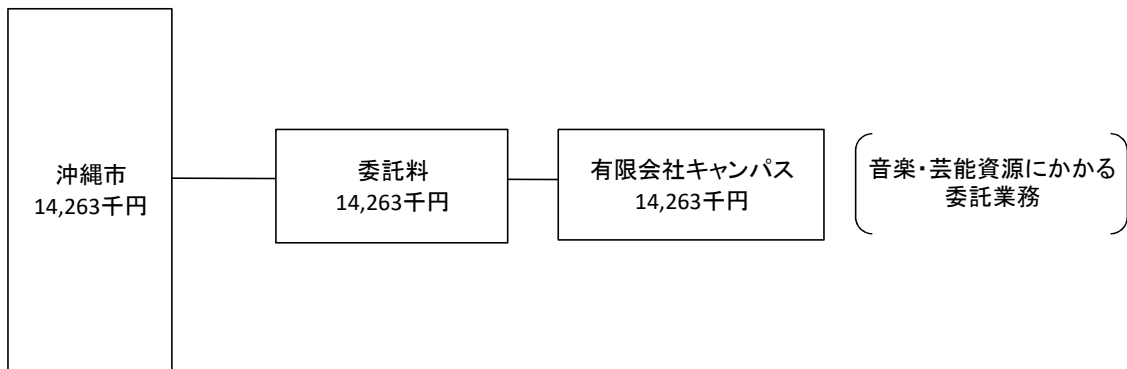 沖縄市
14,263千円
委託料
14,263千円
有限会社キャンパス
14,263千円
音楽・芸能資源にかかる
委託業務